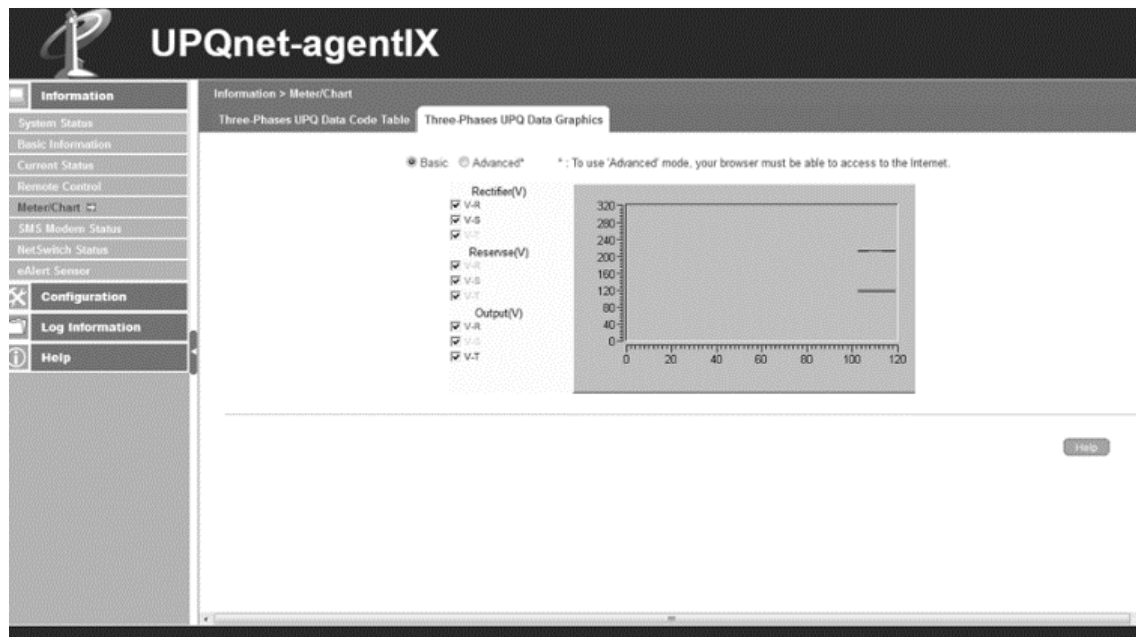 UPQnet-agentIX
Information
System Status
Basic Information
Current Status
Remote Control
Meter/Chart
SMS Modem Status
NetSwitch Status
eAlert Sensor
Configuration
Log Information
Help
Information > Meter/Chart
Three-Phases UPQ Data Code Table Three-Phases UPQ Data Graphics
Basic Advanced* * : To use 'Advanced' mode, your browser must be able to access to the Internet.
Rectifier(V)
V-R
V-S
V-T
Resense(V)
V-R
V-S
V-T
Output(V)
V-R
V-S
V-T
320
280
240
200
160
120
80
40
0
0 20 40 60 80 100 120
Help